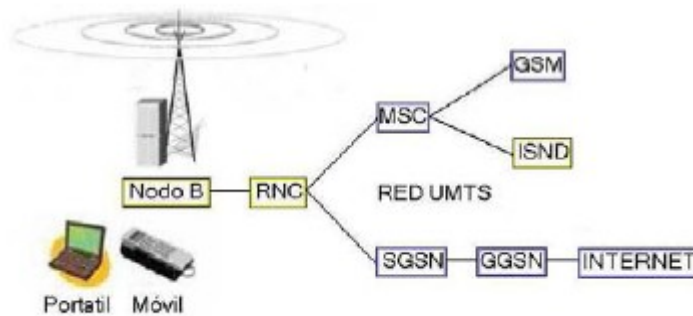 GSM
MSC
ISND
Nodo B
RNC
RED UMTS
SGSN
GGSN
INTERNET
Portatil
Móvil